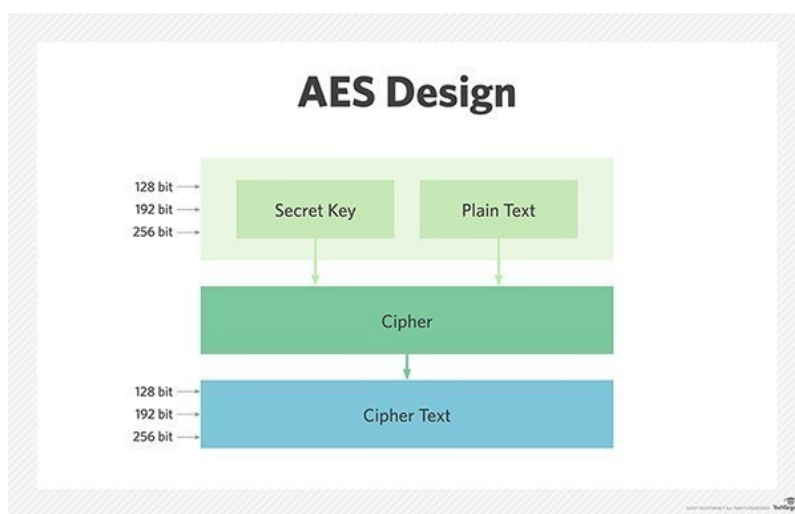 AES Design
128 bit
192 bit
256 bit
Secret Key
Plain Text
Cipher
128 bit
192 bit
256 bit
Cipher Text